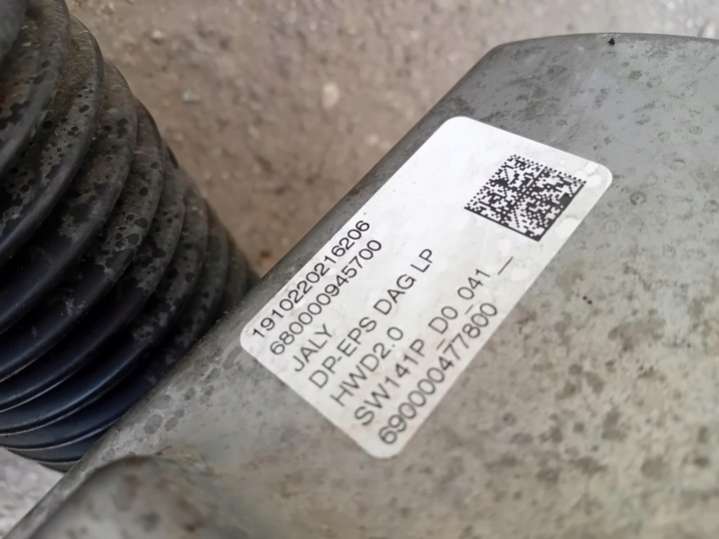 1910220216206
680000945700
JALY
DP-EPS DAG LP
HWD2.0
SW141P_D0_041_
690000477800